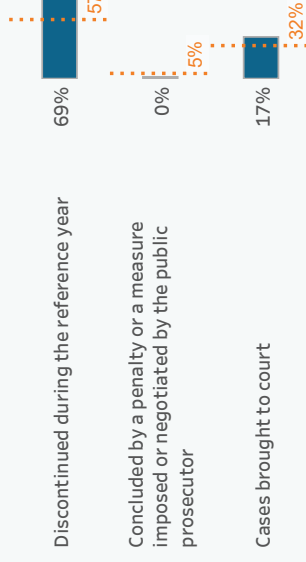 Discontinued during the reference year
69%
Concluded by a penalty or a measure
imposed or negotiated by the public
prosecutor
0%
5%
Cases brought to court
17%
32%